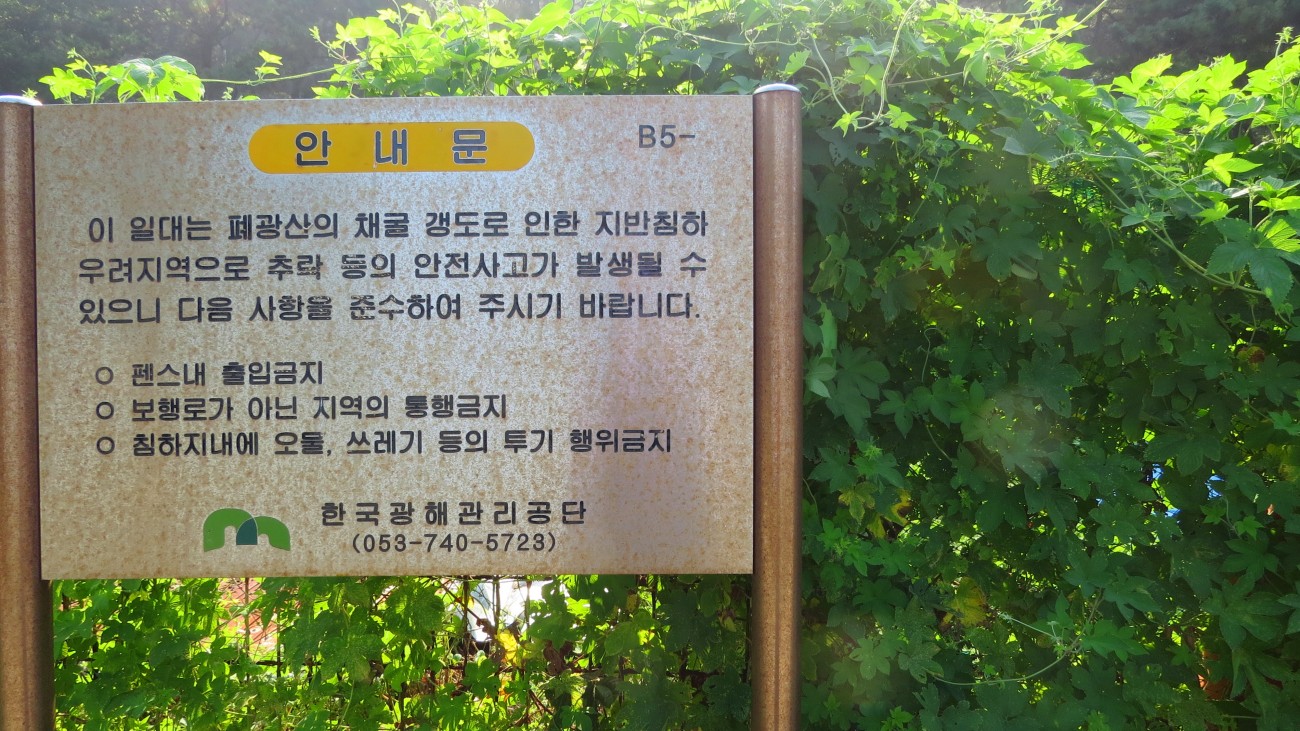 안 내 문
B5-
이 일대는 폐광산의 채굴 갱도로 인한 지반침하
우려지역으로 추락 등의 안전사고가 발생될 수
있으니 다음 사항을 준수하여 주시기 바랍니다.
○ 펜스내 출입금지
○ 보행로가 아닌 지역의 통행금지
○ 침하지내에 오물, 쓰레기 등의 투기 행위금지
한국광해관리공단
(053-740-5723)